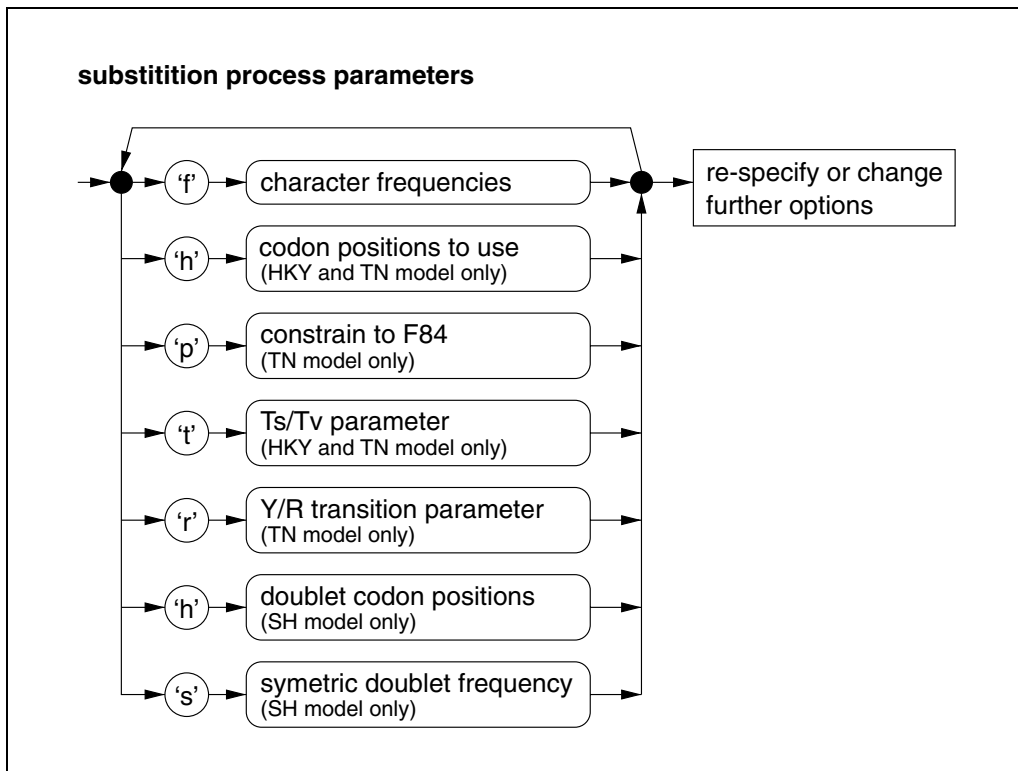 substitition process parameters
‘f’ character frequencies
re-specify or change
further options
‘h’ codon positions to use
(HKY and TN model only)
‘p’ constrain to F84
(TN model only)
‘t’ Ts/Tv parameter
(HKY and TN model only)
‘r’ Y/R transition parameter
(TN model only)
‘h’ doublet codon positions
(SH model only)
‘s’ symetric doublet frequency
(SH model only)